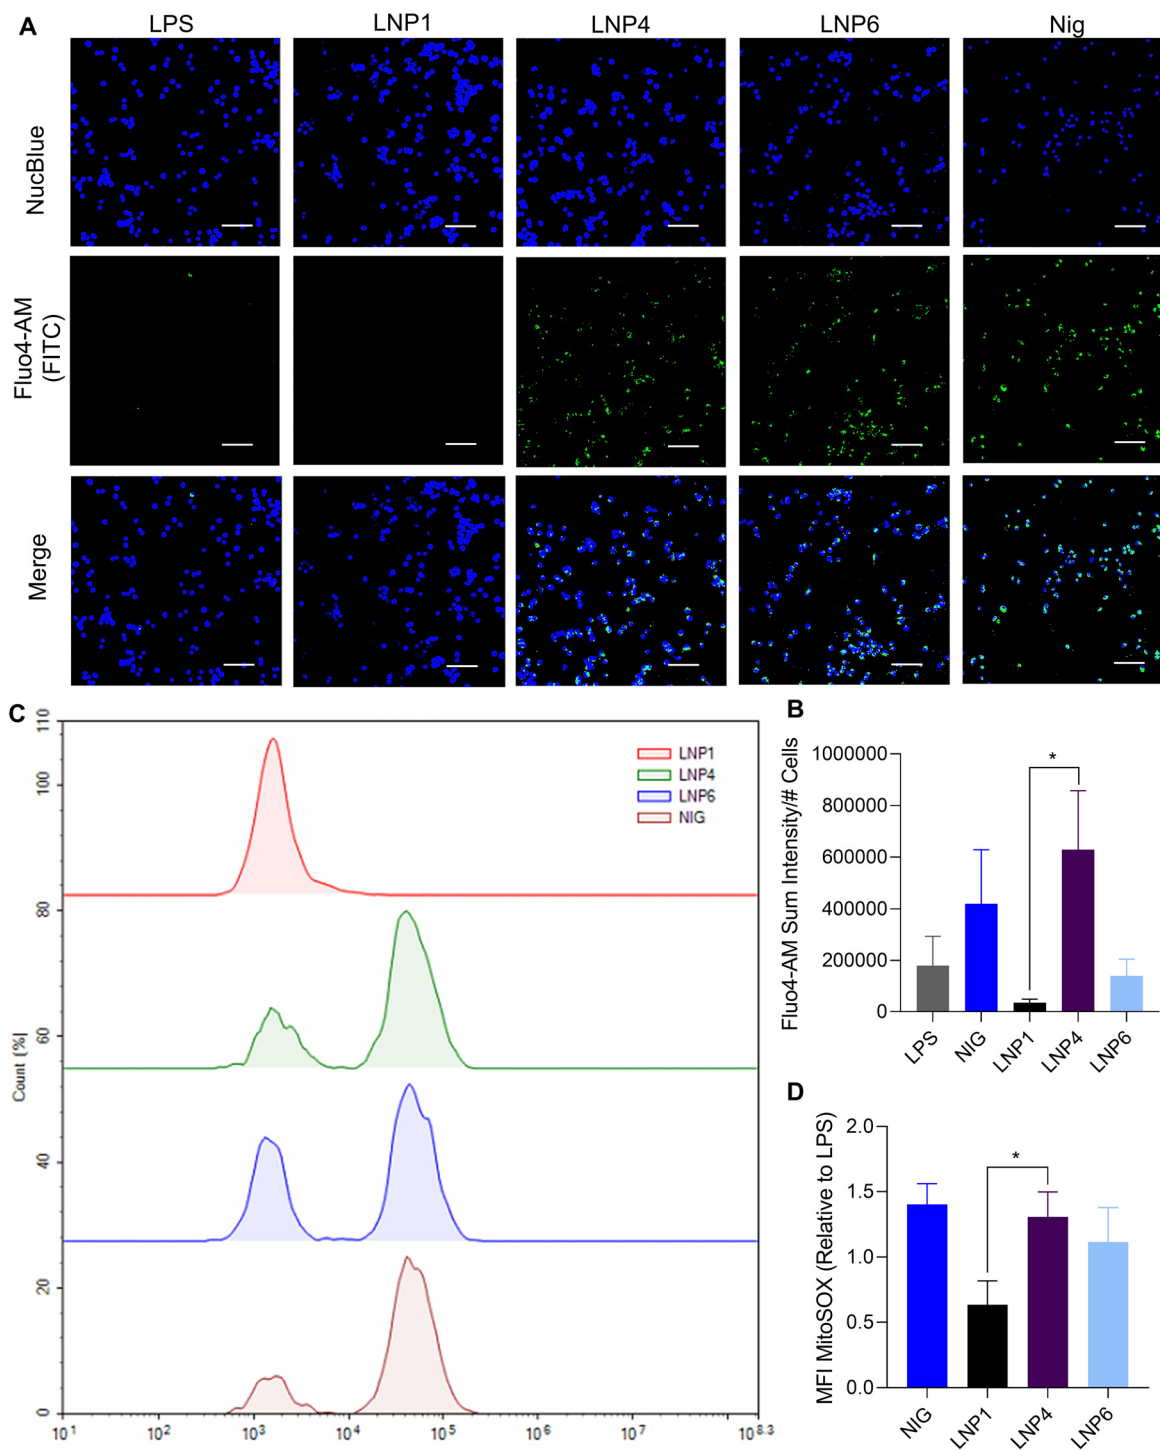 A
LPS
LNP1
LNP4
LNP6
Nig
NucBlue
Fluo4-AM
(FITC)
Merge
C
110
100
80
60
40
20
0
Count [%]
LNP1
LNP4
LNP6
NIG
10^1
10^2
10^3
10^4
10^5
10^6
10^7
10^8.3
B
Fluo4-AM Sum Intensity/# Cells
1000000
800000
600000
400000
200000
0
*
LPS
NIG
LNP1
LNP4
LNP6
D
MFI MitoSOX (Relative to LPS)
2.0
1.5
1.0
0.5
0.0
*
NIG
LNP1
LNP4
LNP6